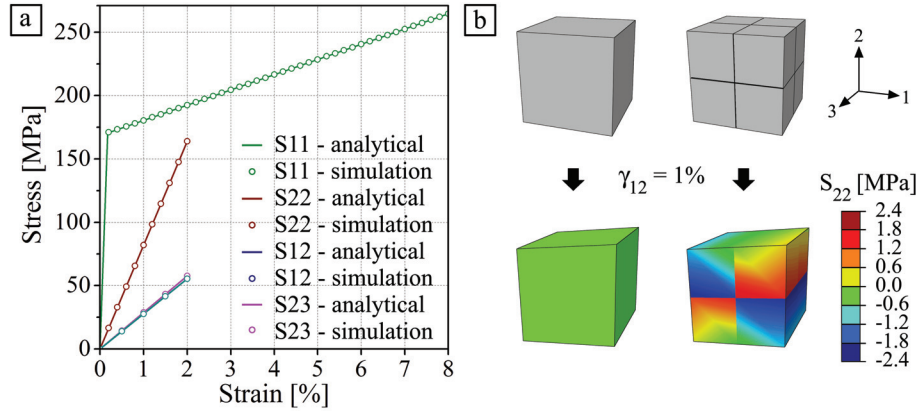 a
Stress [MPa]
250
200
150
100
50
0
0 1 2 3 4 5 6 7 8
Strain [%]
S11 - analytical
S11 - simulation
S22 - analytical
S22 - simulation
S12 - analytical
S12 - simulation
S23 - analytical
S23 - simulation
b
2
1
3
γ12 = 1%
S22 [MPa]
2.4
1.8
1.2
0.6
0.0
-0.6
-1.2
-1.8
-2.4